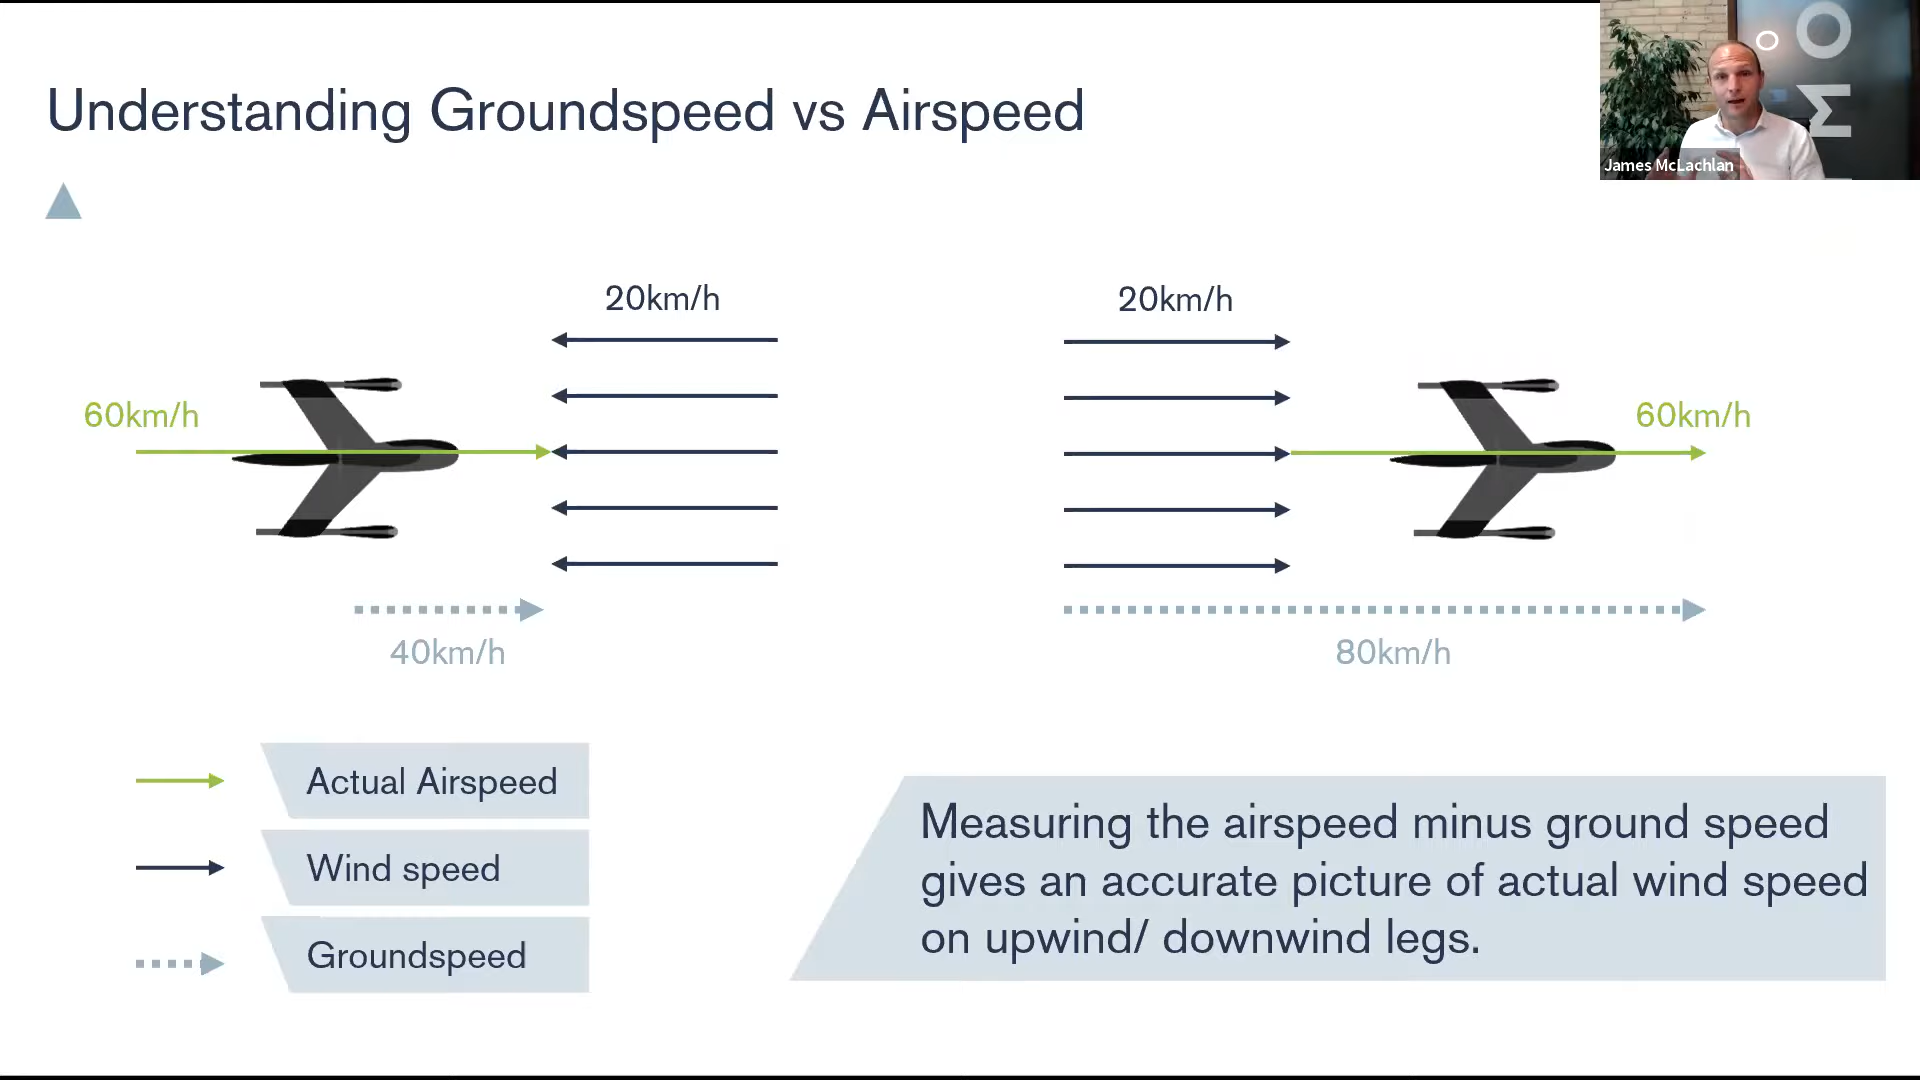 Understanding Groundspeed vs Airspeed
James McLachlan
20km/h
20km/h
60km/h
60km/h
40km/h
80km/h
Actual Airspeed
Wind speed
Groundspeed
Measuring the airspeed minus ground speed
gives an accurate picture of actual wind speed
on upwind/ downwind legs.